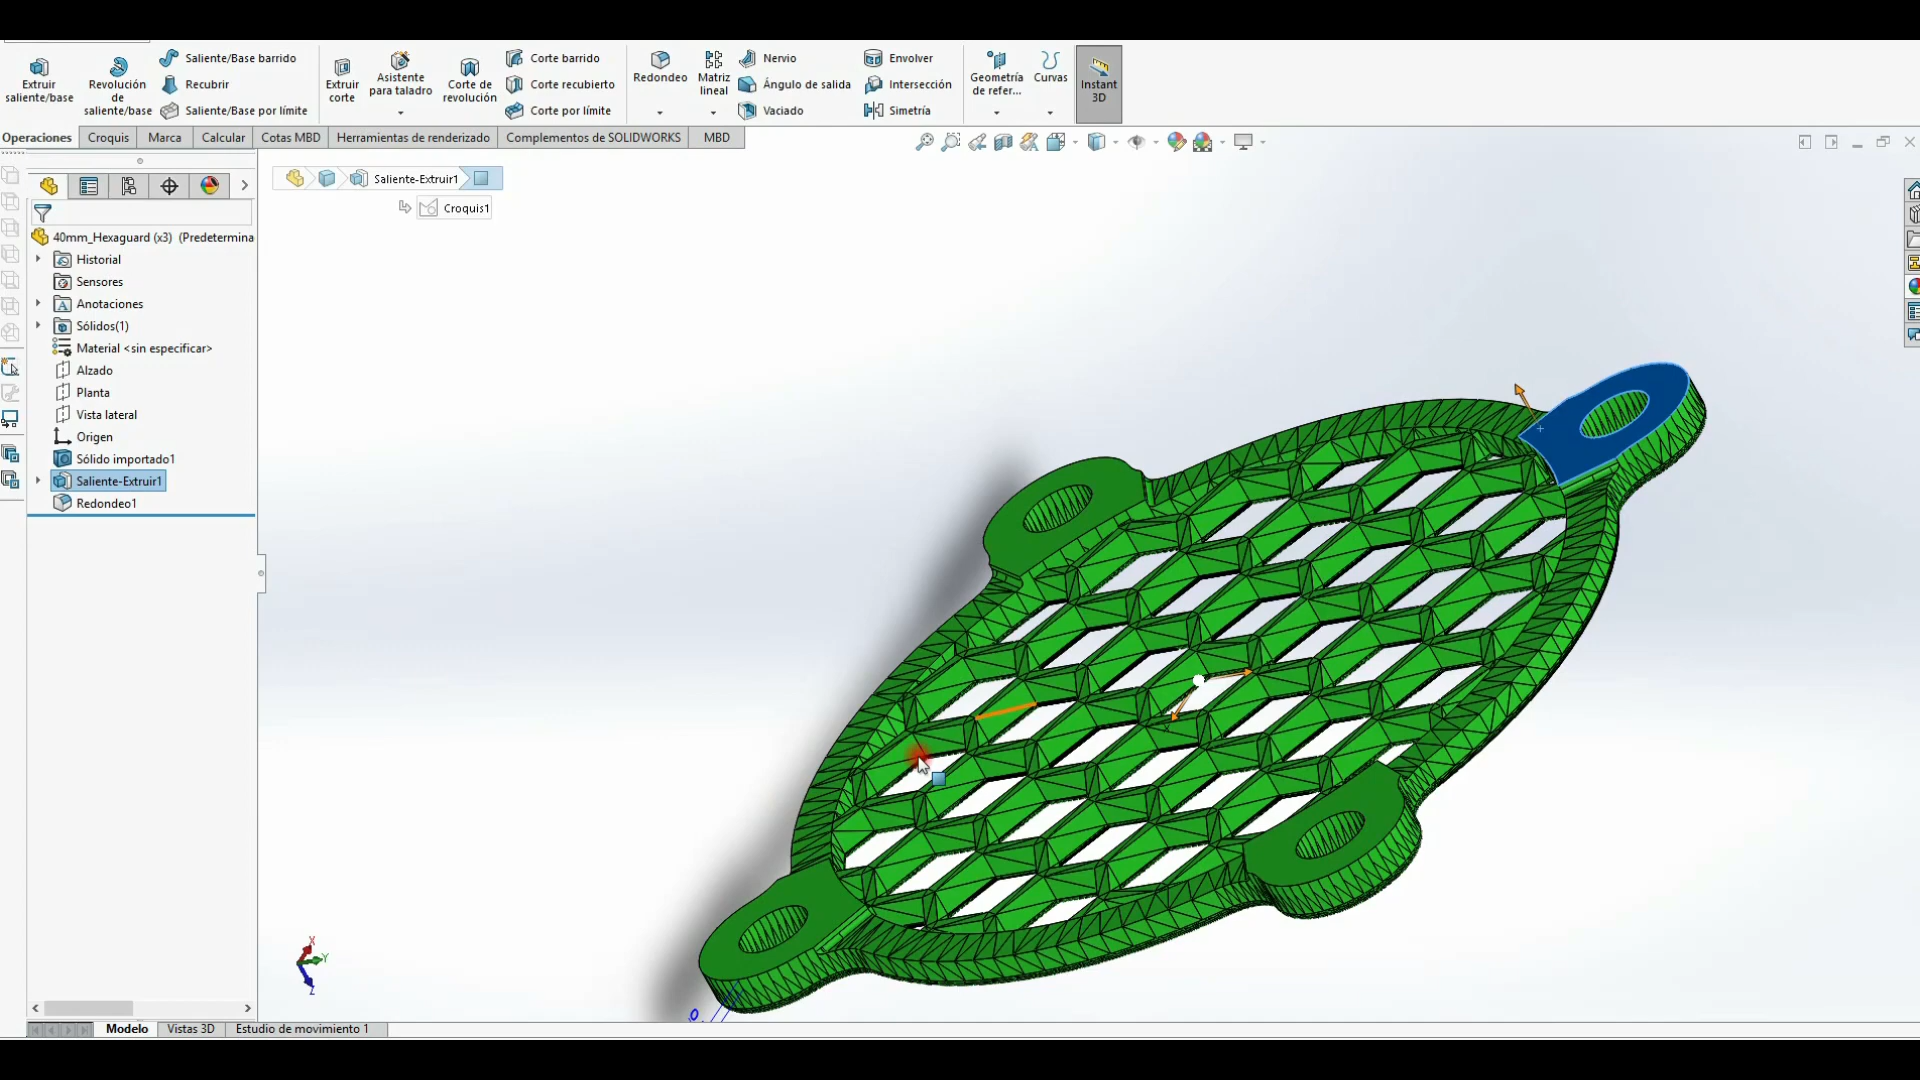 Extruir saliente/base
Revolución de saliente/base
Saliente/Base barrido
Recubrir
Saliente/Base por límite
Extruir corte
Asistente para taladro
Corte de revolución
Corte barrido
Corte recubierto
Corte por límite
Redondeo
Matriz lineal
Nervio
Ángulo de salida
Vaciado
Envolver
Intersección
Simetría
Geometría de refer...
Curvas
Instant 3D
Operaciones
Croquis
Marca
Calcular
Cotas MBD
Herramientas de renderizado
Complementos de SOLIDWORKS
MBD
Saliente-Extruir1
Croquis1
40mm_Hexaguard (x3) (Predetermina
Historial
Sensores
A Anotaciones
Sólidos(1)
Material <sin especificar>
Alzado
Planta
Vista lateral
Origen
Sólido importado1
Saliente-Extruir1
Redondeo1
X
Y
Z
Modelo
Vistas 3D
Estudio de movimiento 1